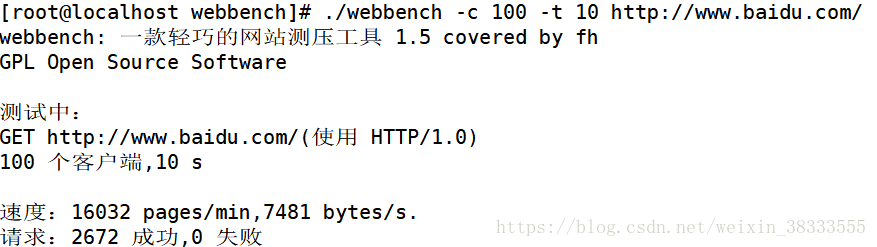 [root@localhost webbench]# ./webbench -c 100 -t 10 http://www.baidu.com/
webbench: 一款轻巧的网站测压工具 1.5 covered by fh
GPL Open Source Software
测试中：
GET http://www.baidu.com/(使用 HTTP/1.0)
100 个客户端,10 s
速度：16032 pages/min,7481 bytes/s.
请求：2672 成功,0 失败
https://blog.csdn.net/weixin_38333555